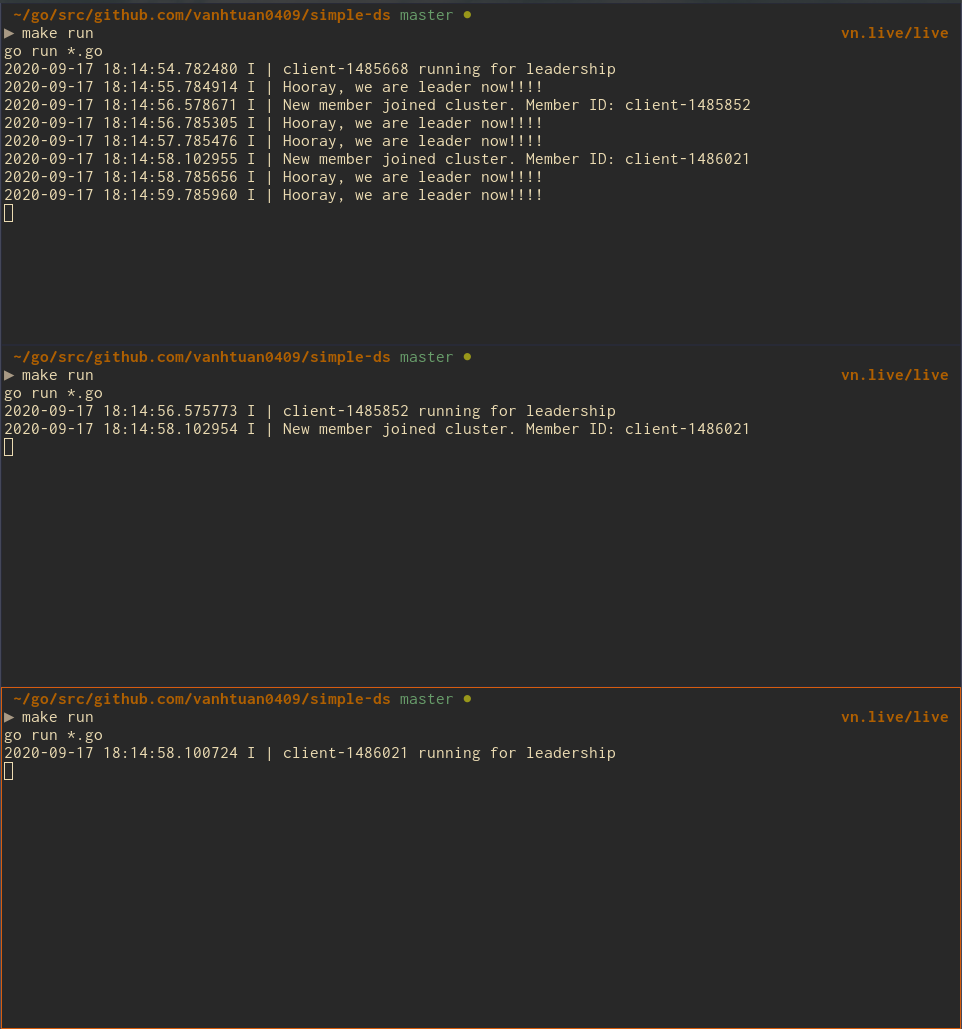 ~/go/src/github.com/vanhtuan0409/simple-ds master ●
▶ make run vn.live/live
go run *.go
2020-09-17 18:14:54.782480 I | client-1485668 running for leadership
2020-09-17 18:14:55.784914 I | Hooray, we are leader now!!!!
2020-09-17 18:14:56.578671 I | New member joined cluster. Member ID: client-1485852
2020-09-17 18:14:56.785305 I | Hooray, we are leader now!!!!
2020-09-17 18:14:57.785476 I | Hooray, we are leader now!!!!
2020-09-17 18:14:58.102955 I | New member joined cluster. Member ID: client-1486021
2020-09-17 18:14:58.785656 I | Hooray, we are leader now!!!!
2020-09-17 18:14:59.785960 I | Hooray, we are leader now!!!!
~/go/src/github.com/vanhtuan0409/simple-ds master ●
▶ make run vn.live/live
go run *.go
2020-09-17 18:14:56.575773 I | client-1485852 running for leadership
2020-09-17 18:14:58.102954 I | New member joined cluster. Member ID: client-1486021
~/go/src/github.com/vanhtuan0409/simple-ds master ●
▶ make run vn.live/live
go run *.go
2020-09-17 18:14:58.100724 I | client-1486021 running for leadership